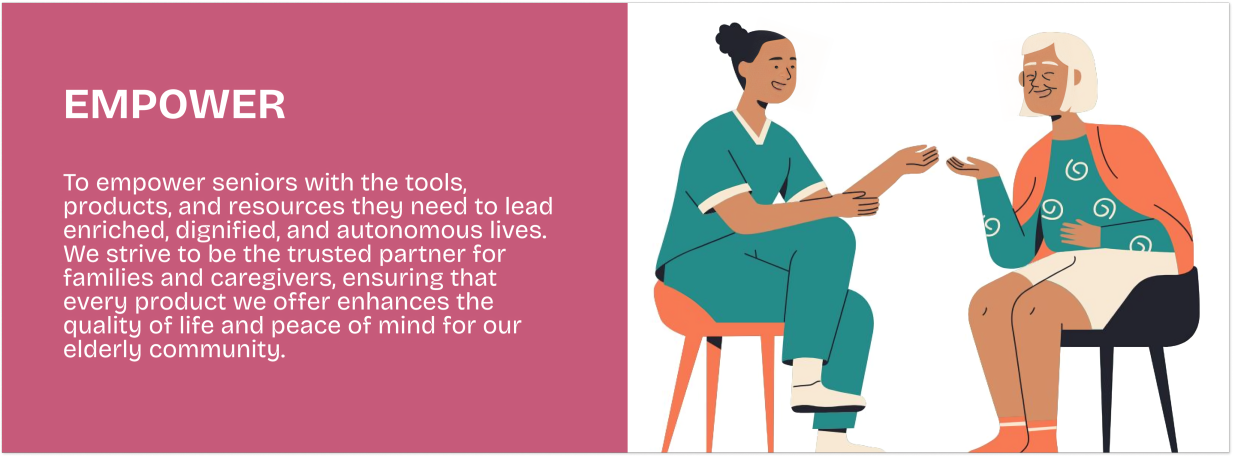 EMPOWER
To empower seniors with the tools,
products, and resources they need to lead
enriched, dignified, and autonomous lives.
We strive to be the trusted partner for
families and caregivers, ensuring that
every product we offer enhances the
quality of life and peace of mind for our
elderly community.